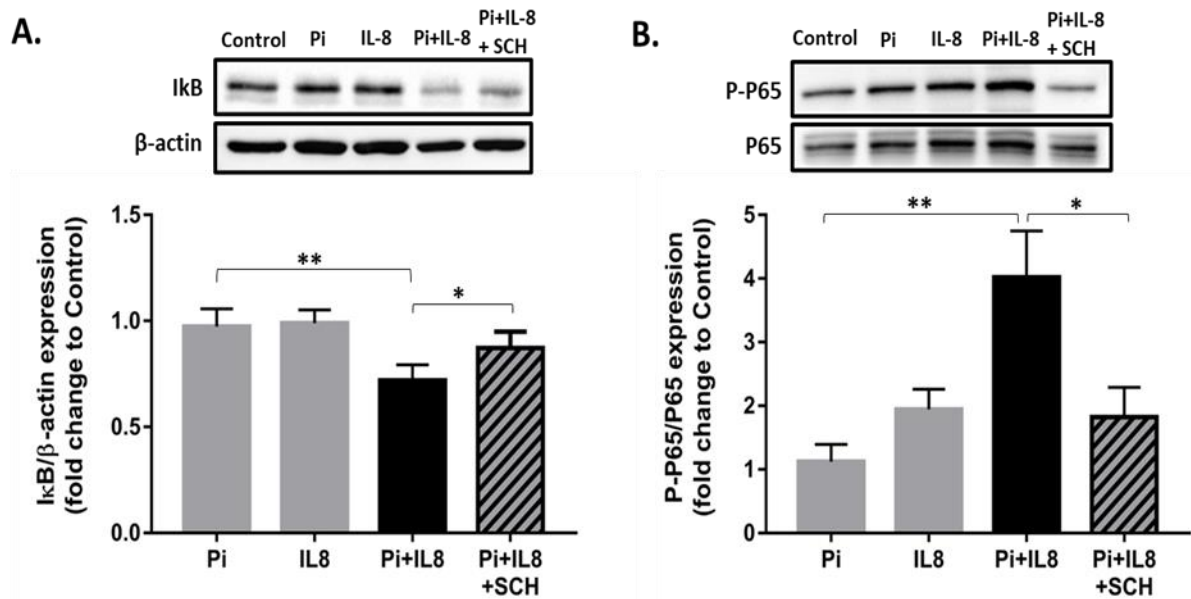 A.
Control Pi IL-8 Pi+IL-8 Pi+IL-8
+ SCH
IkB
β-actin
IκB/β-actin expression
(fold change to Control)
1.5
1.0
0.5
0.0
** *
Pi IL8 Pi+IL8 Pi+IL8
+SCH
B.
Control Pi IL-8 Pi+IL-8 Pi+IL-8
+ SCH
P-P65
P65
P-P65/P65 expression
(fold change to Control)
5
4
3
2
1
0
** *
Pi IL8 Pi+IL8 Pi+IL8
+SCH